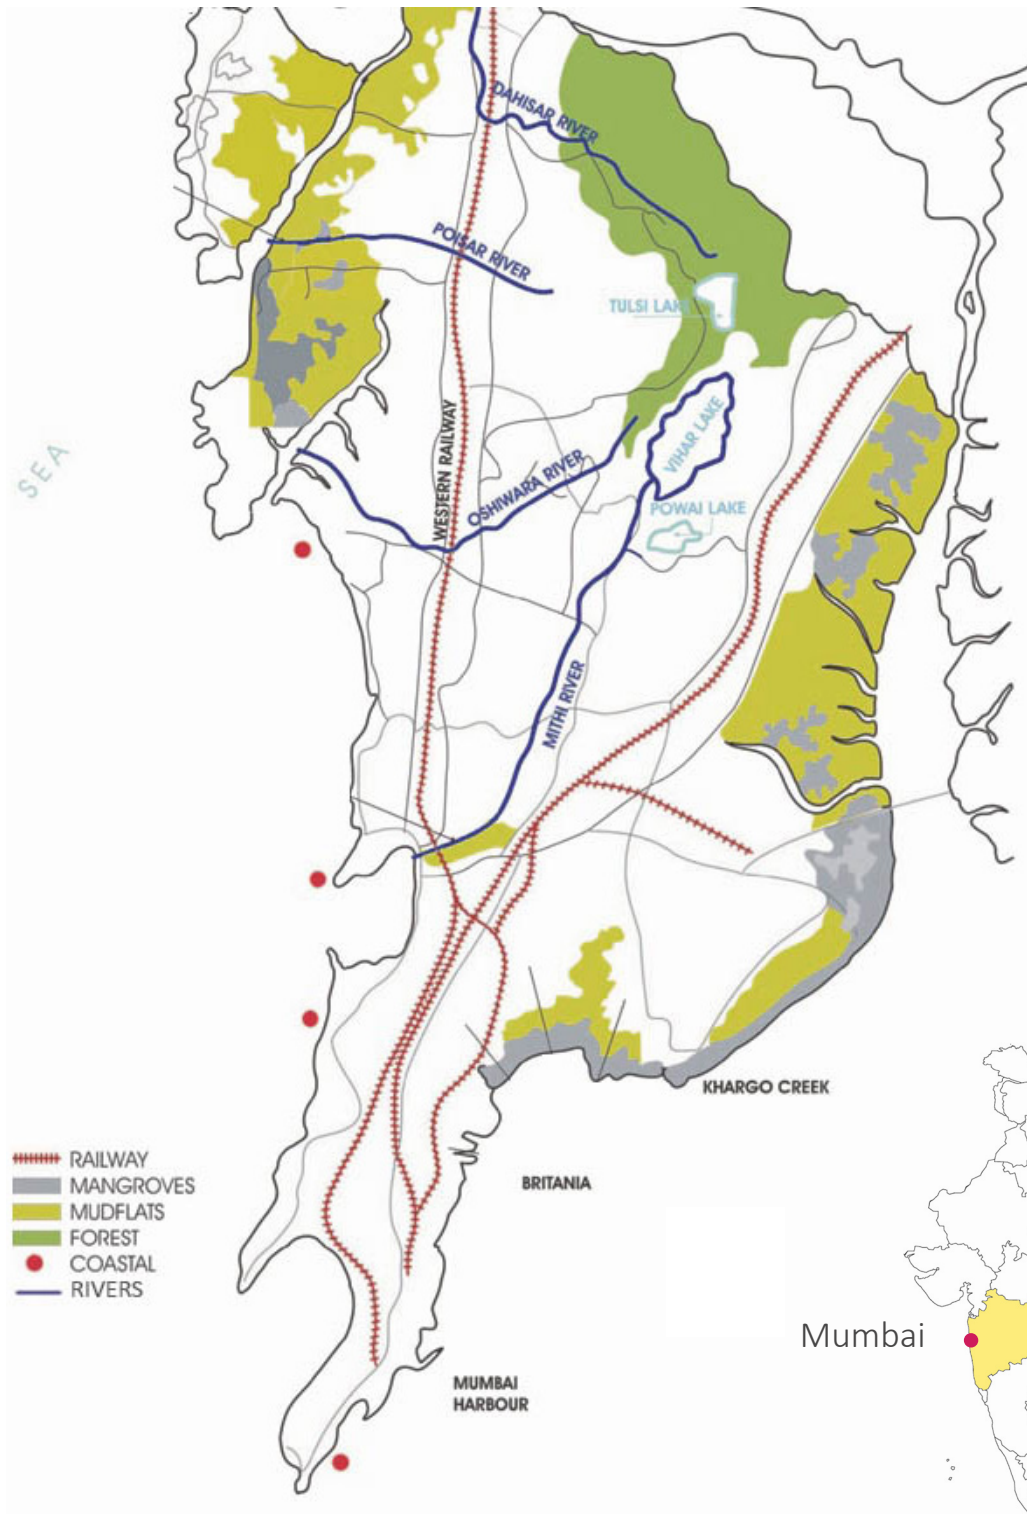 DAHISAR RIVER
POISAR RIVER
TULSI LAKE
WESTERN RAILWAY
VIHAR LAKE
SEA
OSHIWARA RIVER
POWAI LAKE
MITHI RIVER
KHARGO CREEK
RAILWAY
MANGROVES
MUDFLATS
FOREST
COASTAL
RIVERS
BRITANIA
Mumbai
MUMBAI
HARBOUR